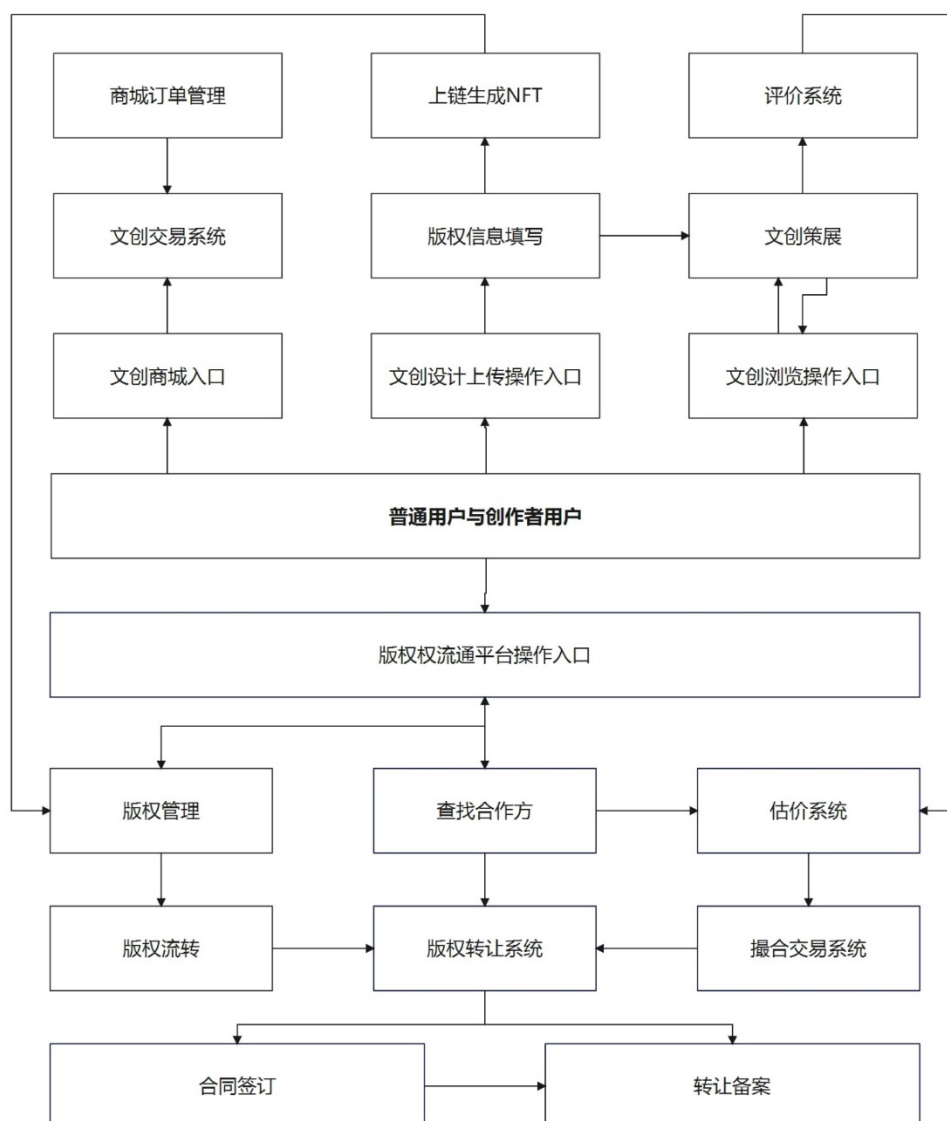 商城订单管理
上链生成NFT
评价系统
文创交易系统
版权信息填写
文创策展
文创商城入口
文创设计上传操作入口
文创浏览操作入口
普通用户与创作者用户
版权权流通平台操作入口
版权管理
查找合作方
估价系统
版权流转
版权转让系统
撮合交易系统
合同签订
转让备案